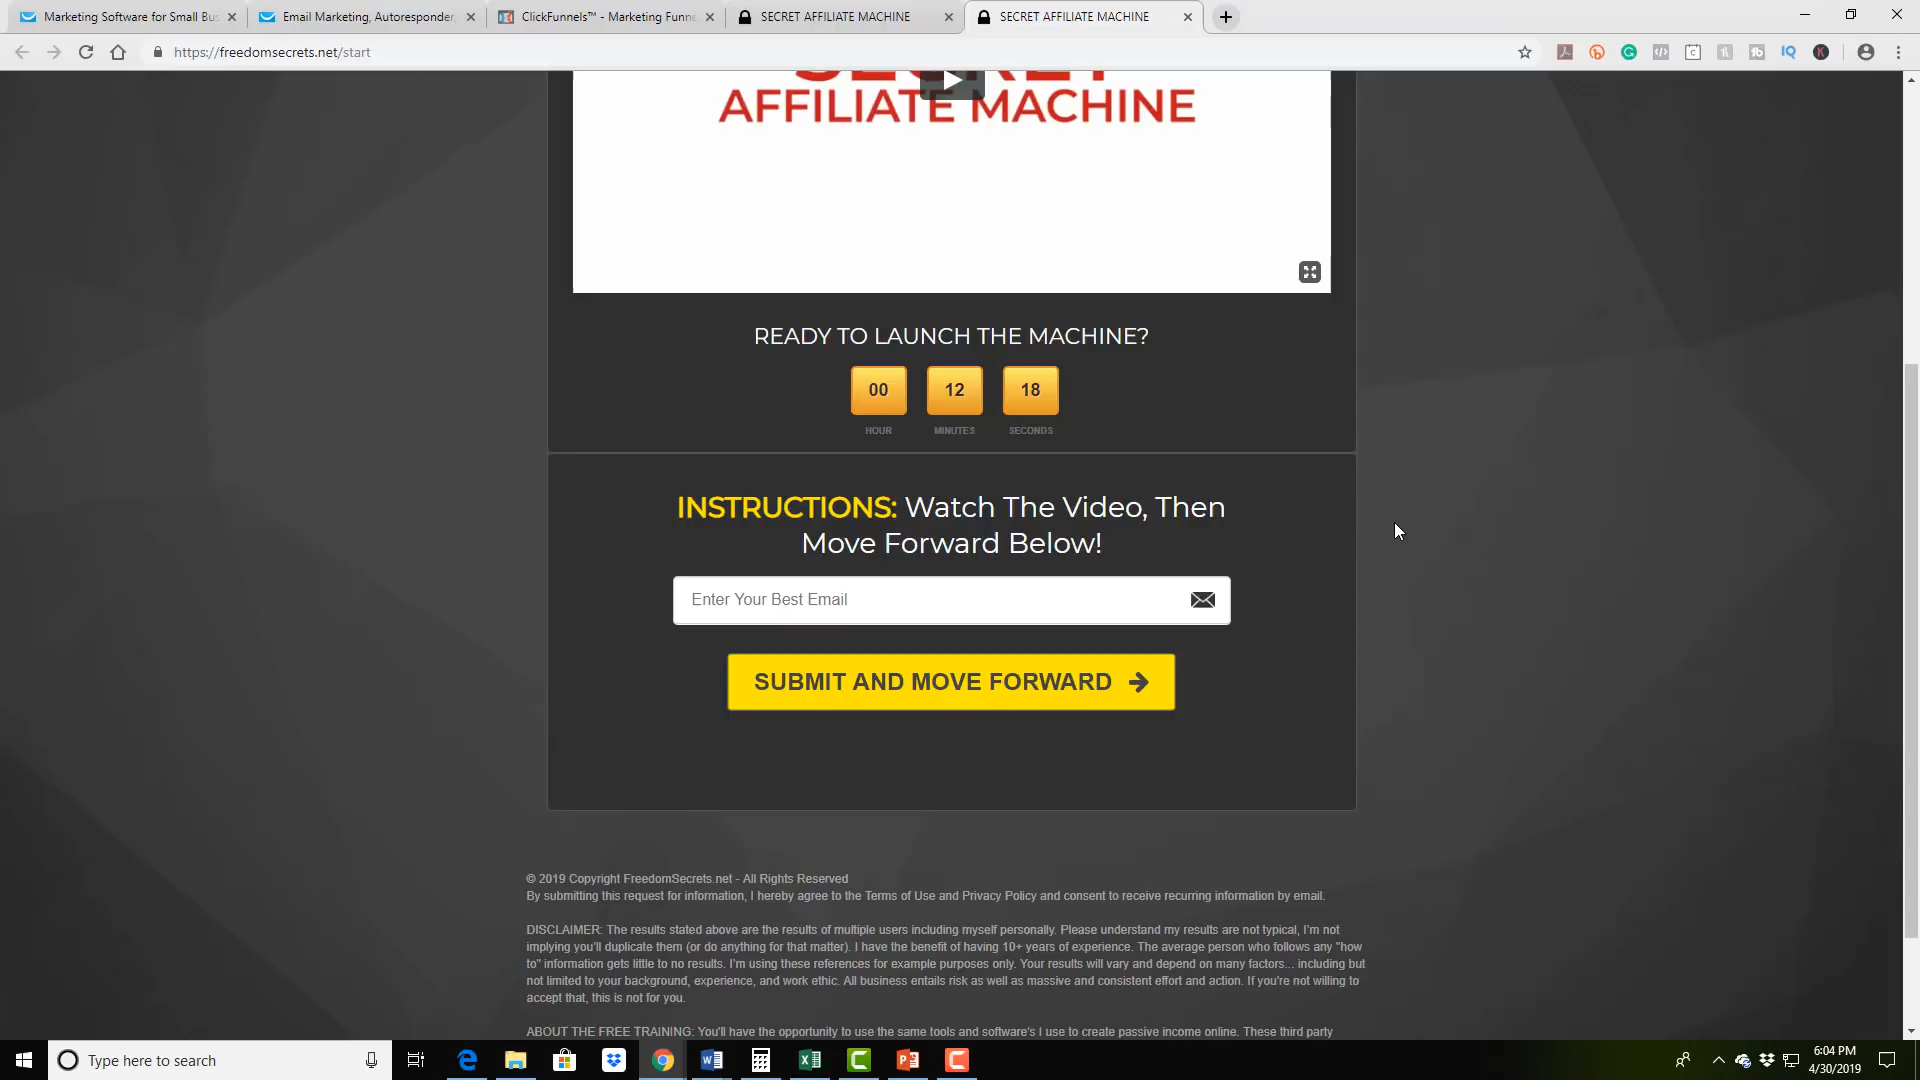 Marketing Software for Small Bus
Email Marketing, Autoresponder,
ClickFunnels™ - Marketing Funne
SECRET AFFILIATE MACHINE
SECRET AFFILIATE MACHINE
https://freedomsecrets.net/start
SECRET
AFFILIATE MACHINE
READY TO LAUNCH THE MACHINE?
00 12 18
HOUR MINUTES SECONDS
INSTRUCTIONS: Watch The Video, Then
Move Forward Below!
Enter Your Best Email
SUBMIT AND MOVE FORWARD
© 2019 Copyright FreedomSecrets.net - All Rights Reserved
By submitting this request for information, I hereby agree to the Terms of Use and Privacy Policy and consent to receive recurring information by email.
DISCLAIMER: The results stated above are the results of multiple users including myself personally. Please understand my results are not typical, I'm not
implying you'll duplicate them (or do anything for that matter). I have the benefit of having 10+ years of experience. The average person who follows any "how
to" information gets little to no results. I'm using these references for example purposes only. Your results will vary and depend on many factors... including but
not limited to your background, experience, and work ethic. All business entails risk as well as massive and consistent effort and action. If you're not willing to
accept that, this is not for you.
ABOUT THE FREE TRAINING: You'll have the opportunity to use the same tools and software's I use to create passive income online. These third party
Type here to search
6:04 PM
4/30/2019